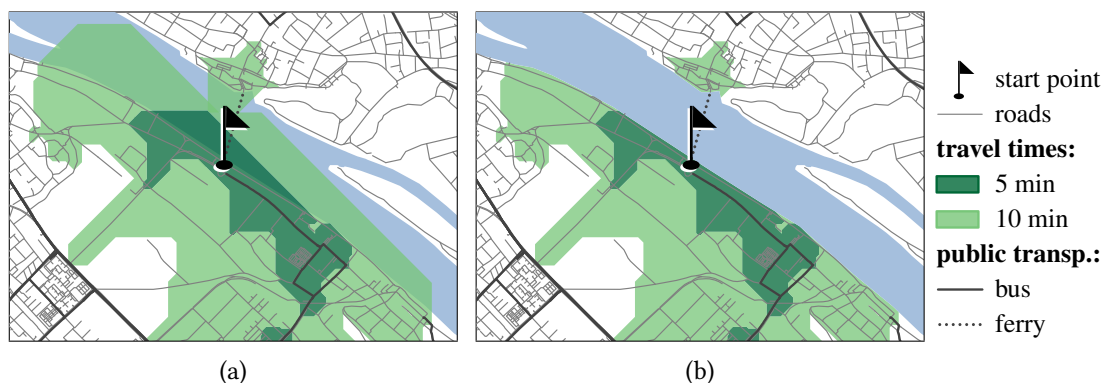 start point
roads
travel times:
5 min
10 min
public transp.:
bus
ferry
(a)
(b)